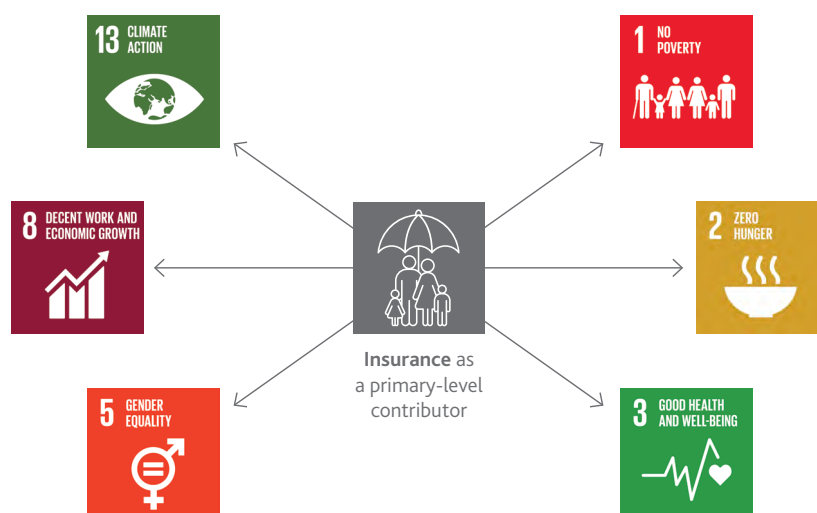 13 CLIMATE
ACTION
1 NO
POVERTY
8 DECENT WORK AND
ECONOMIC GROWTH
2 ZERO
HUNGER
Insurance as
a primary-level
contributor
5 GENDER
EQUALITY
3 GOOD HEALTH
AND WELL-BEING